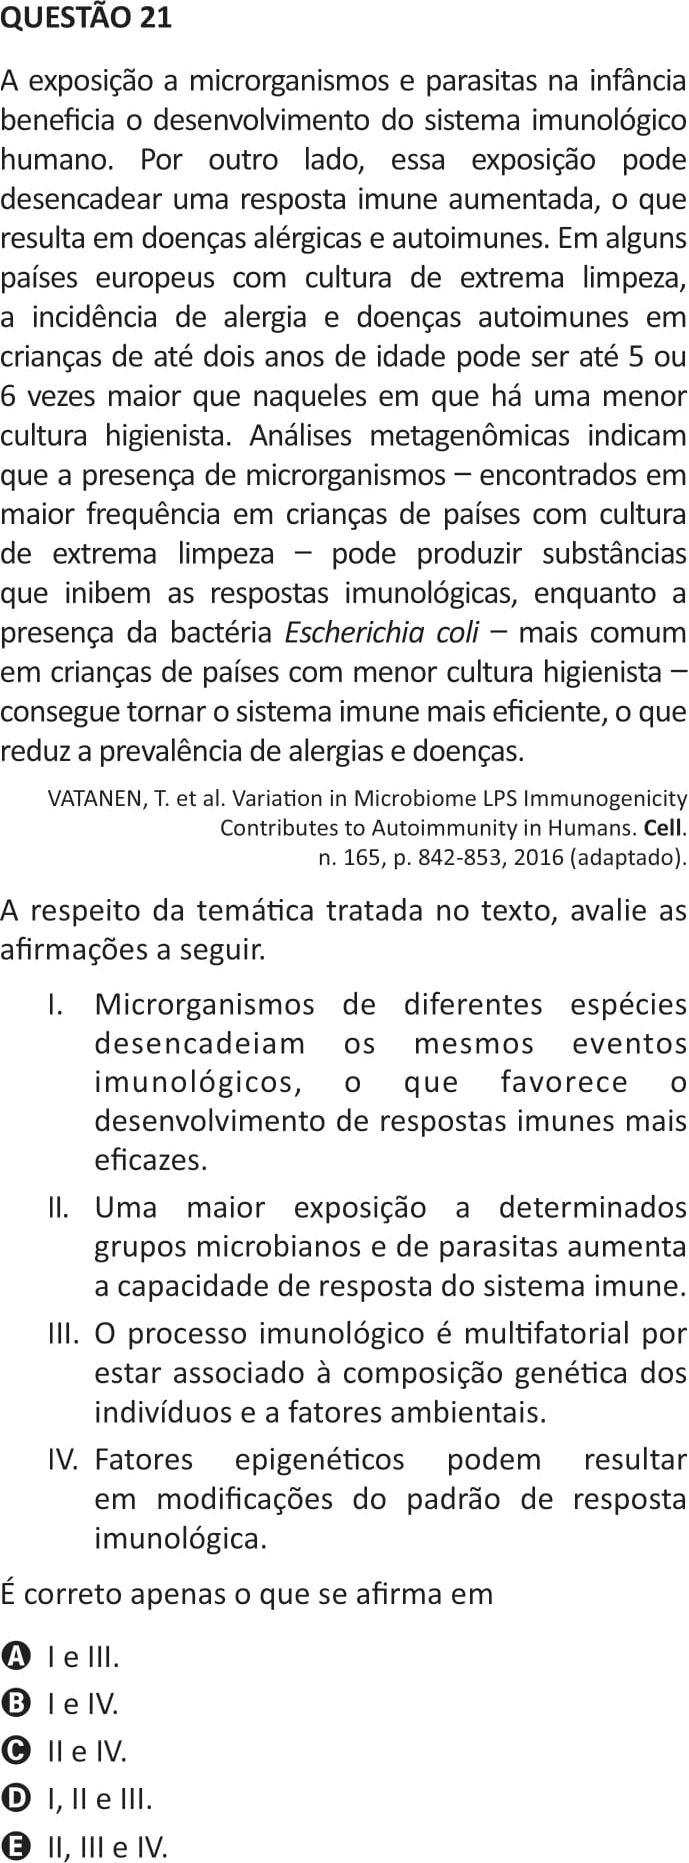 QUESTÃO 21
A exposição a microrganismos e parasitas na infância
beneficia o desenvolvimento do sistema imunológico
humano. Por outro lado, essa exposição pode
desencadear uma resposta imune aumentada, o que
resulta em doenças alérgicas e autoimunes. Em alguns
países europeus com cultura de extrema limpeza,
a incidência de alergia e doenças autoimunes em
crianças de até dois anos de idade pode ser até 5 ou
6 vezes maior que naqueles em que há uma menor
cultura higienista. Análises metagenômicas indicam
que a presença de microrganismos – encontrados em
maior frequência em crianças de países com cultura
de extrema limpeza – pode produzir substâncias
que inibem as respostas imunológicas, enquanto a
presença da bactéria Escherichia coli – mais comum
em crianças de países com menor cultura higienista –
consegue tornar o sistema imune mais eficiente, o que
reduz a prevalência de alergias e doenças.
VATANEN, T. et al. Variation in Microbiome LPS Immunogenicity
Contributes to Autoimmunity in Humans. Cell.
n. 165, p. 842-853, 2016 (adaptado).
A respeito da temática tratada no texto, avalie as
afirmações a seguir.
I. Microrganismos de diferentes espécies
desencadeiam os mesmos eventos
imunológicos, o que favorece o
desenvolvimento de respostas imunes mais
eficazes.
II. Uma maior exposição a determinados
grupos microbianos e de parasitas aumenta
a capacidade de resposta do sistema imune.
III. O processo imunológico é multifatorial por
estar associado à composição genética dos
indivíduos e a fatores ambientais.
IV. Fatores epigenéticos podem resultar
em modificações do padrão de resposta
imunológica.
É correto apenas o que se afirma em
A I e III.
B I e IV.
C II e IV.
D I, II e III.
E II, III e IV.